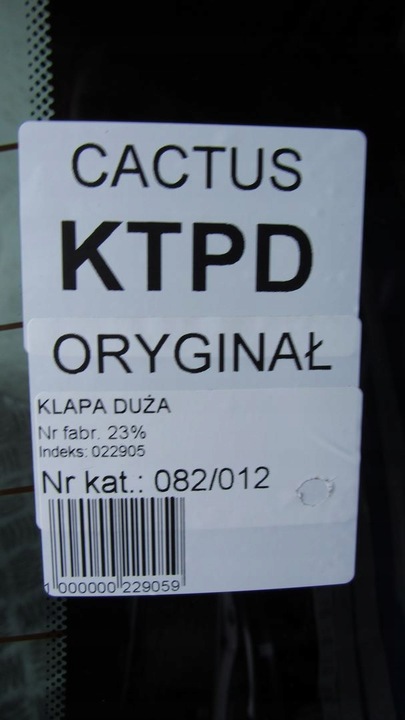 CACTUS
KTPD
ORYGINAŁ
KLAPA DUŻA
Nr fabr. 23%
Indeks: 022905
Nr kat.: 082/012
1 000000 229059